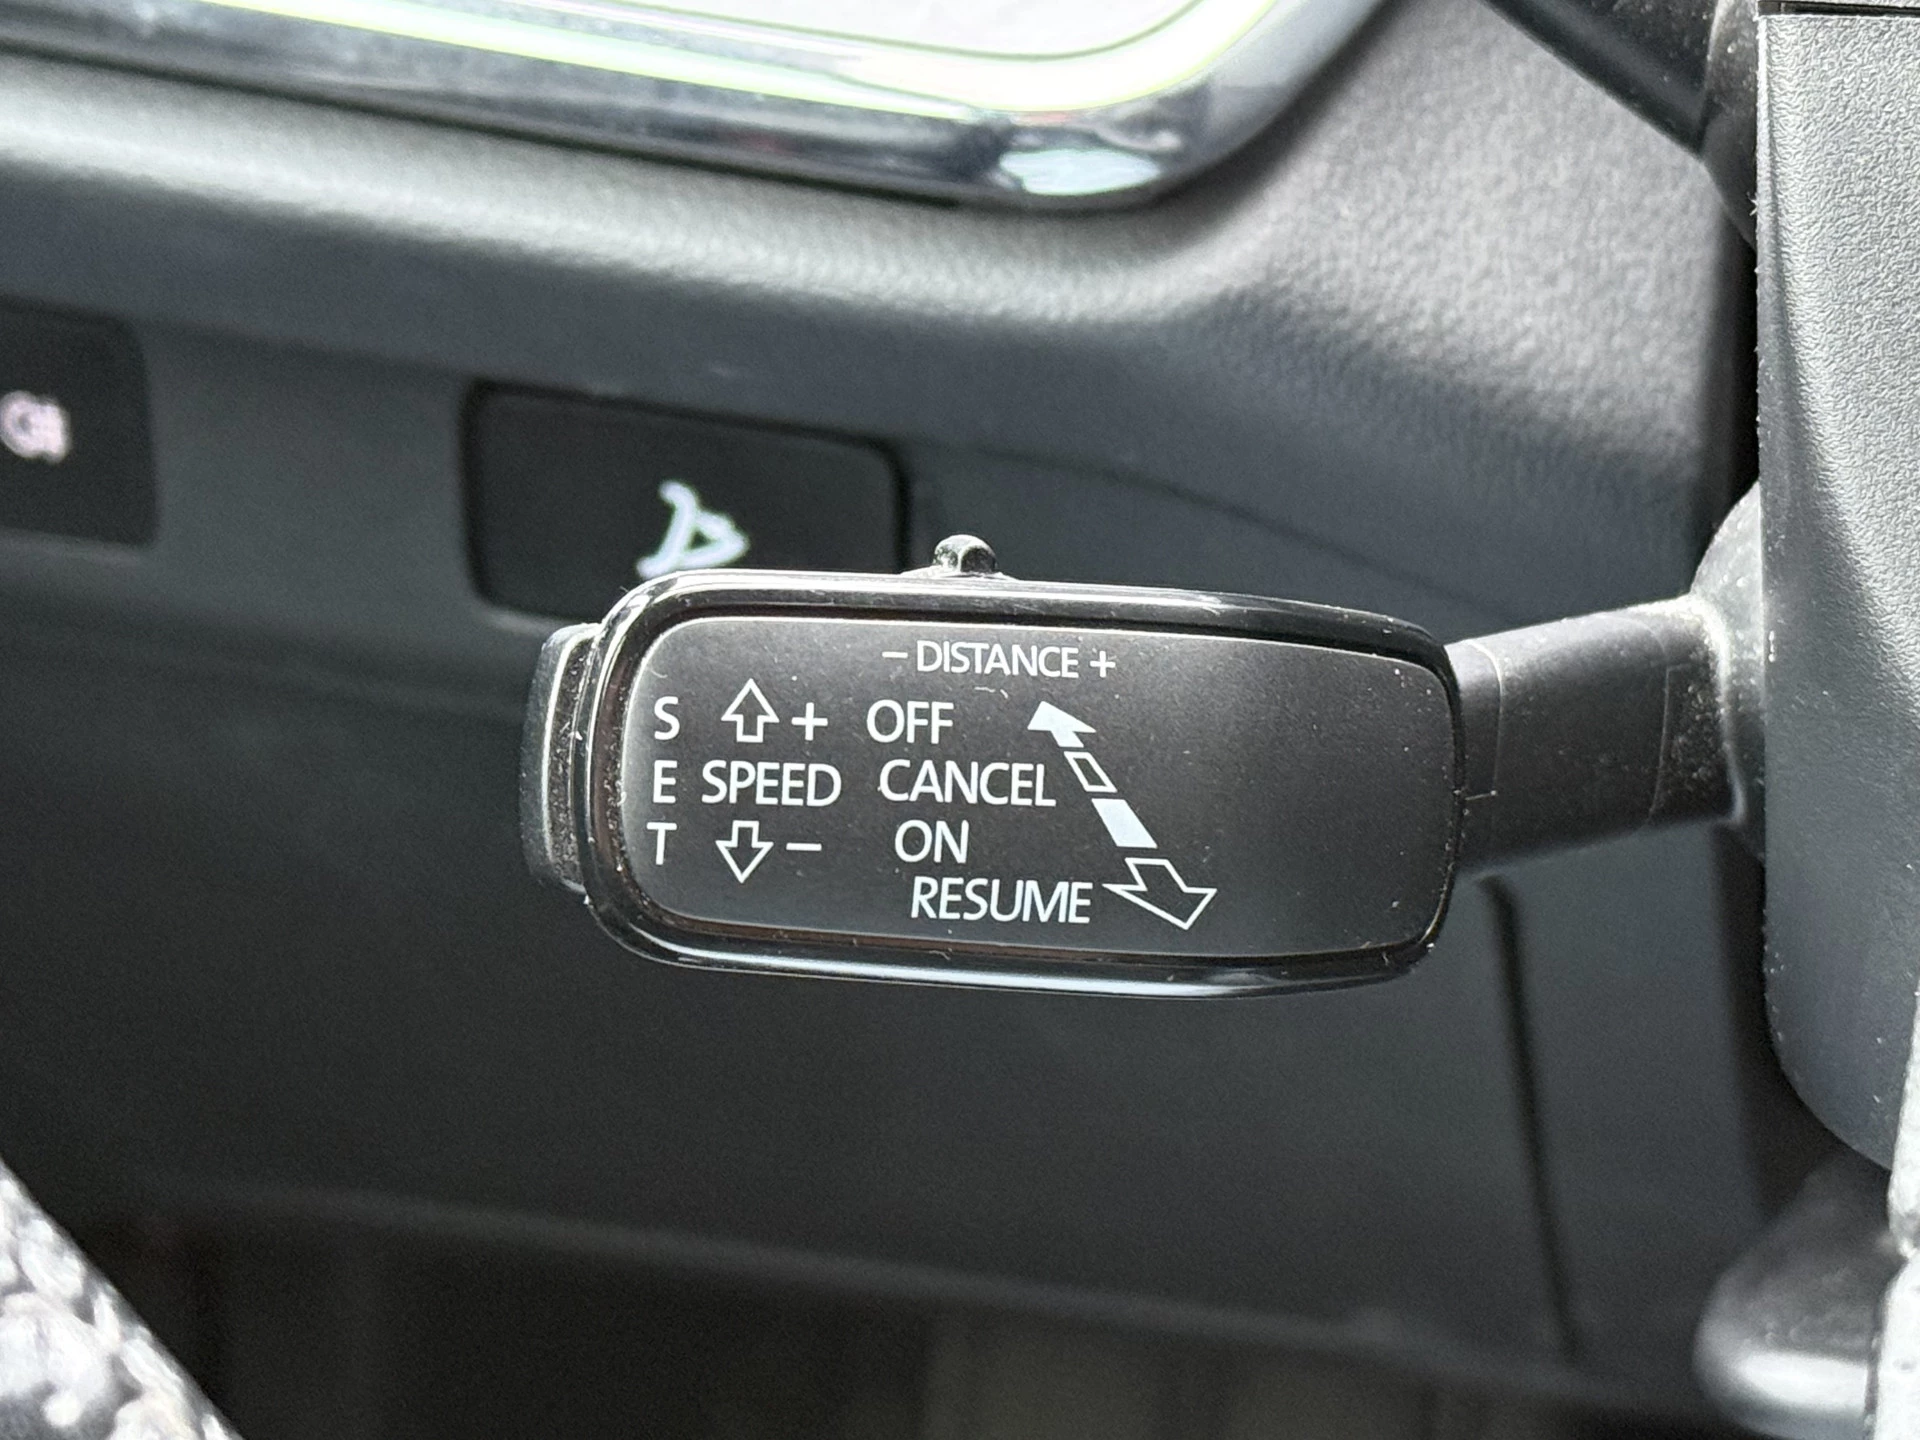 – DISTANCE +
S + OFF
E SPEED CANCEL
T – ON
RESUME